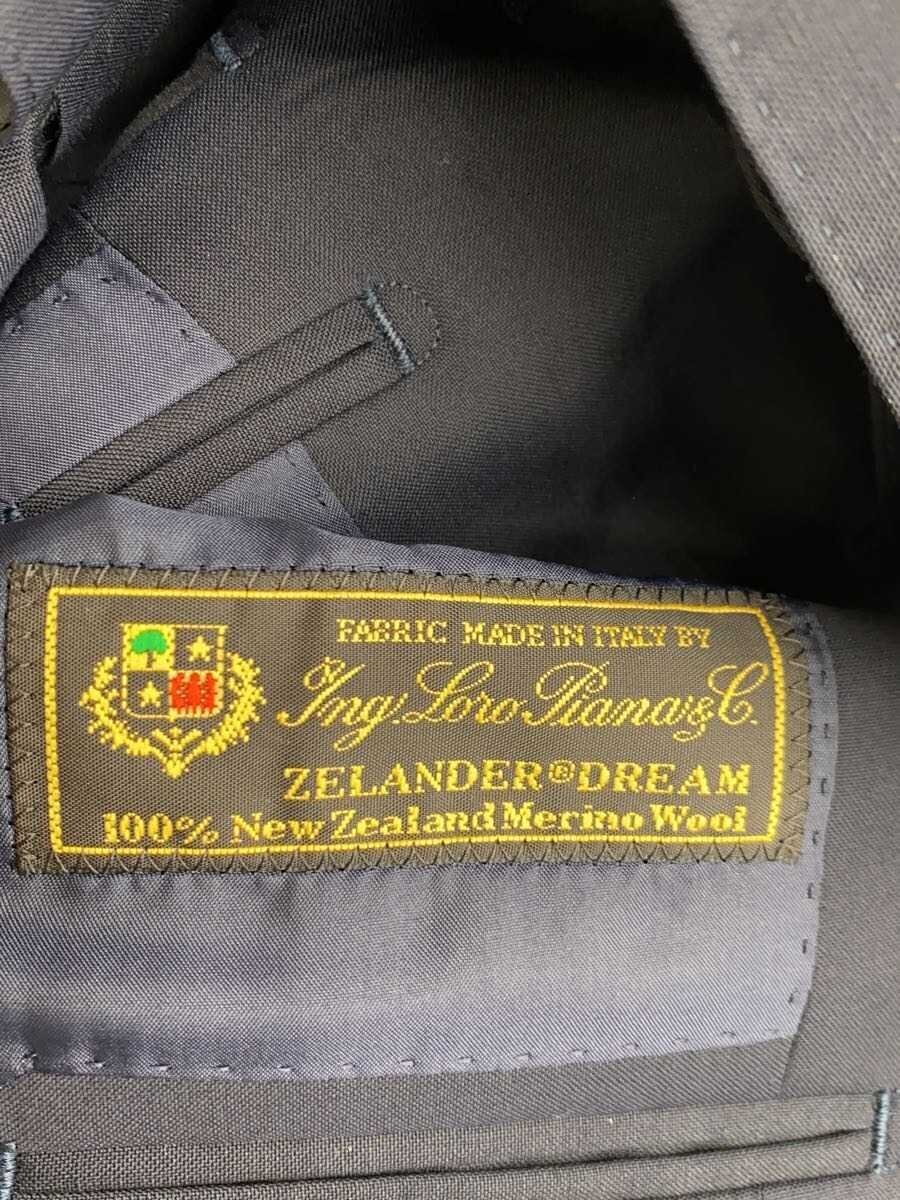 FABRIC MADE IN ITALY BY
Ing. Loro Piana & C.
ZELANDER®DREAM
100% New Zealand Merino Wool